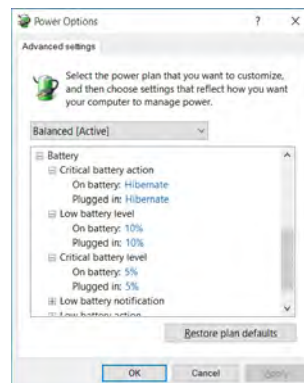 Power Options
?
X
Advanced settings
Select the power plan that you want to customize,
and then choose settings that reflect how you want
your computer to manage power.
Balanced [Active]
Battery
Critical battery action
On battery: Hibernate
Plugged in: Hibernate
Low battery level
On battery: 10%
Plugged in: 10%
Critical battery level
On battery: 5%
Plugged in: 5%
Low battery notification
Low battery action
Restore plan defaults
OK
Cancel
Apply